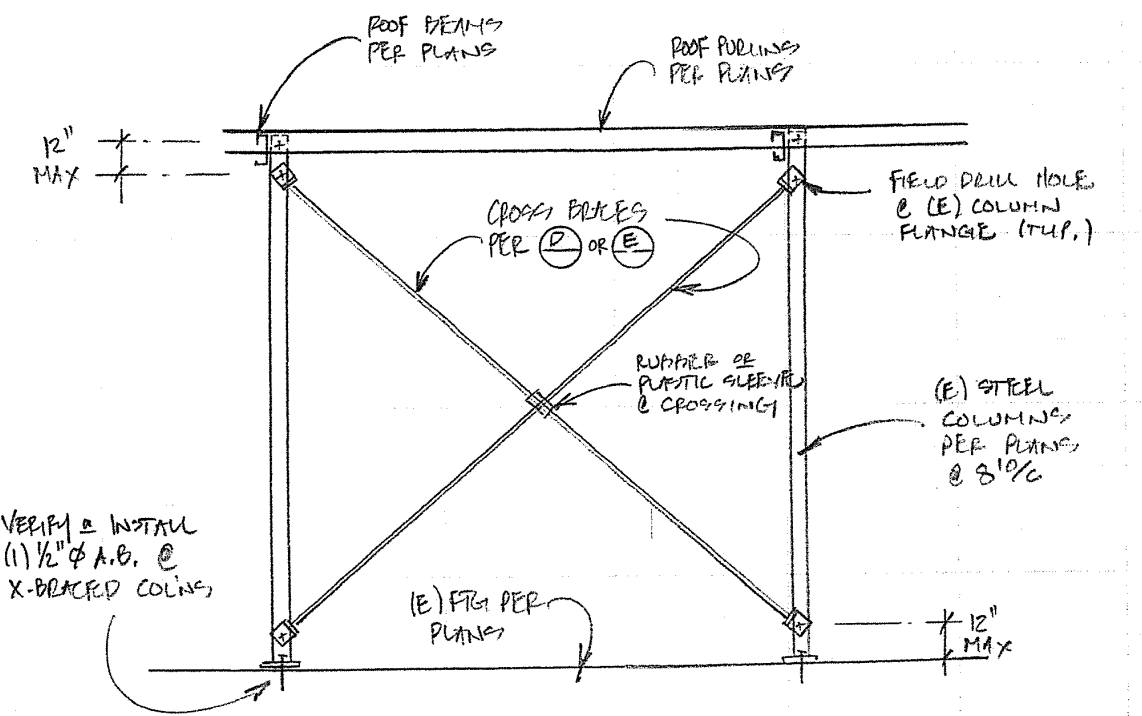 ROOF BEAMS
PER PLANS
ROOF PURLINS
PER PLANS
12"
MAX
CROSS BRACES
PER D OR E
FIELD DRILL HOLE
@ (E) COLUMN
FLANGE (TYP.)
RUBBER OR
PLASTIC SLEEVE
@ CROSSING
(E) STEEL
COLUMNS
PER PLANS
@ 8' O/C
VERIFY OR INSTALL
(1) 1/2" Ø A.B. @
X-BRACED COL'NS
(E) FTG PER
PLANS
12"
MAX